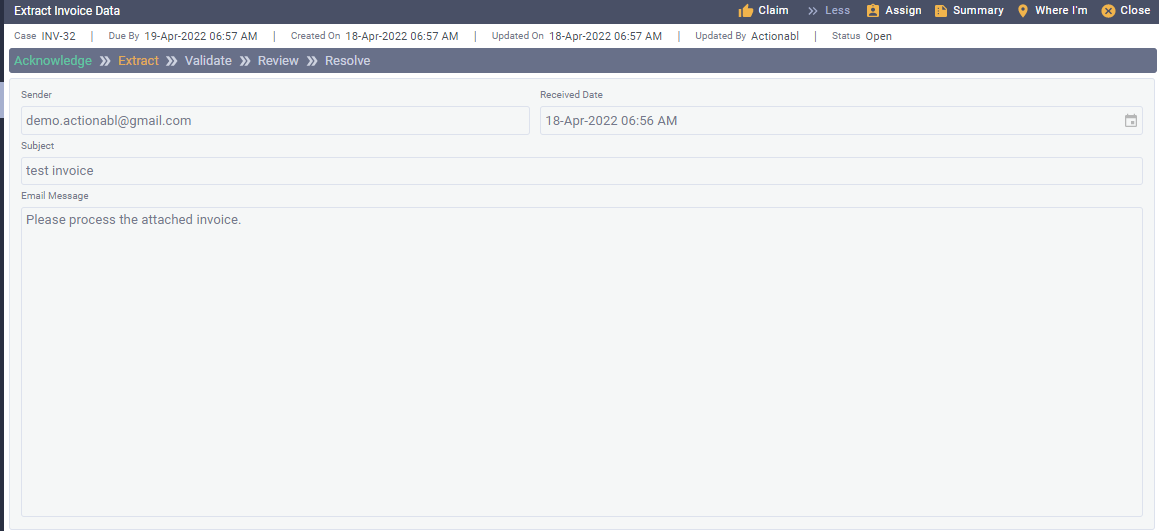 Extract Invoice Data Claim Less Assign Summary Where I'm Close
Case INV-32 | Due By 19-Apr-2022 06:57 AM | Created On 18-Apr-2022 06:57 AM | Updated On 18-Apr-2022 06:57 AM | Updated By Actionabl | Status Open
Acknowledge Extract Validate Review Resolve
Sender Received Date
demo.actionabl@gmail.com 18-Apr-2022 06:56 AM
Subject
test invoice
Email Message
Please process the attached invoice.